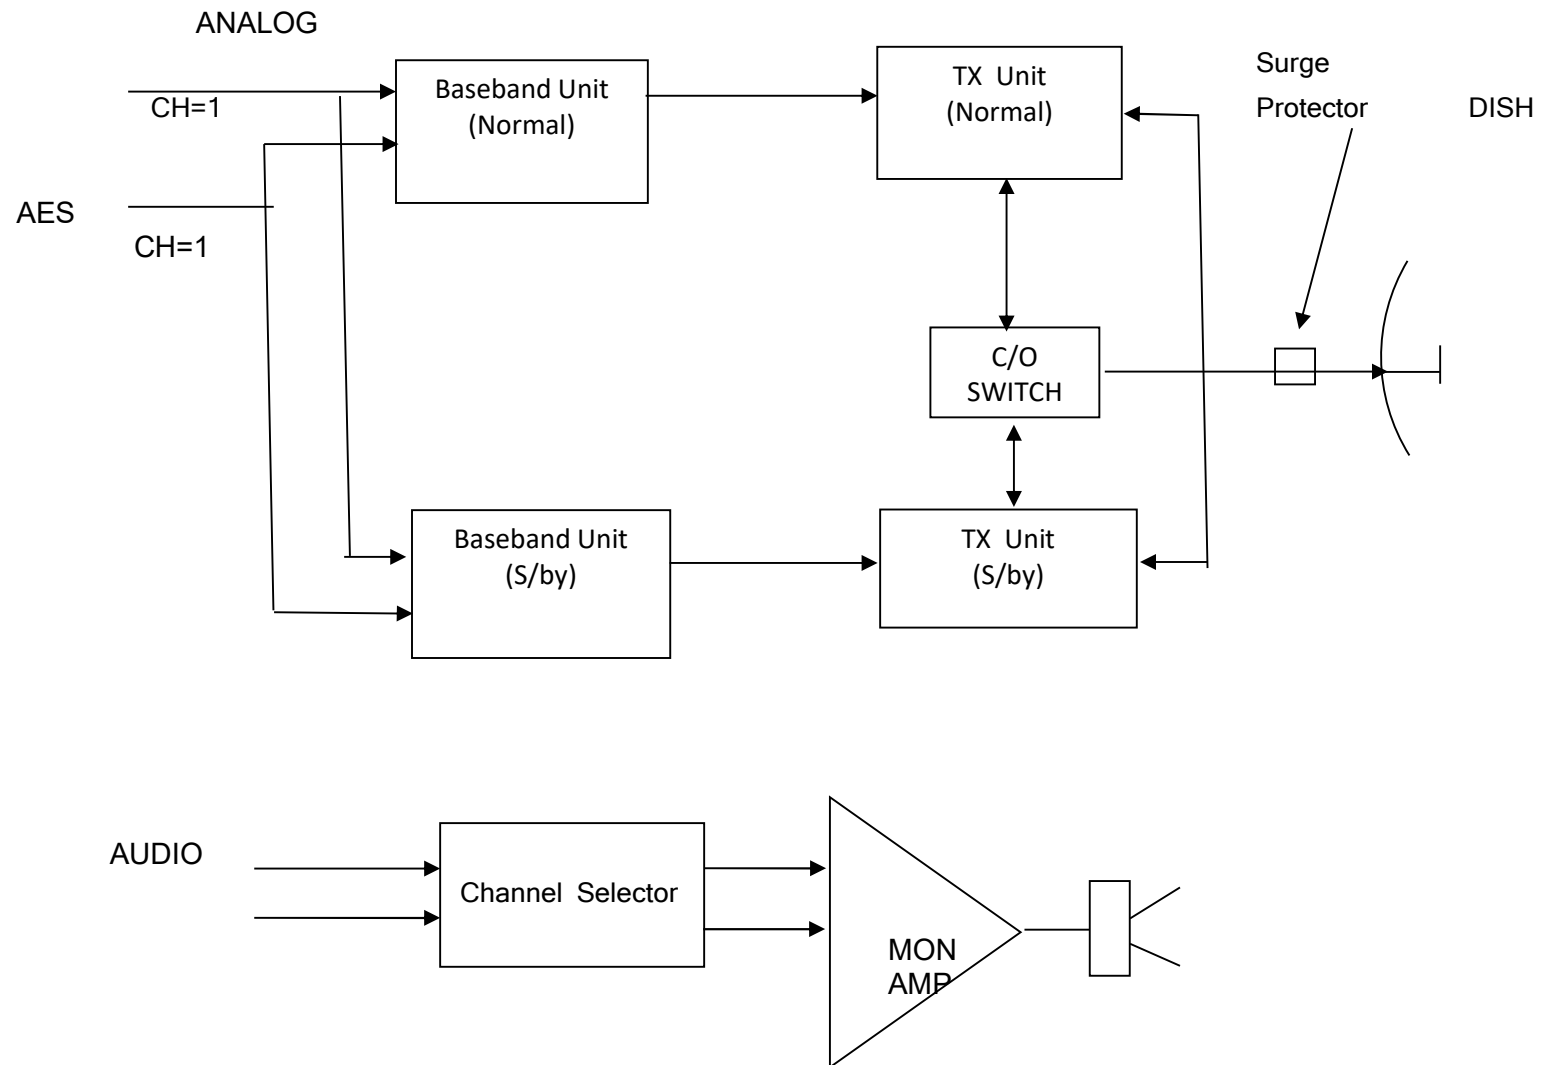 ANALOG
CH=1
AES
CH=1
Baseband Unit
(Normal)
TX Unit
(Normal)
Surge
Protector
DISH
C/O
SWITCH
Baseband Unit
(S/by)
TX Unit
(S/by)
AUDIO
Channel Selector
MON
AMP